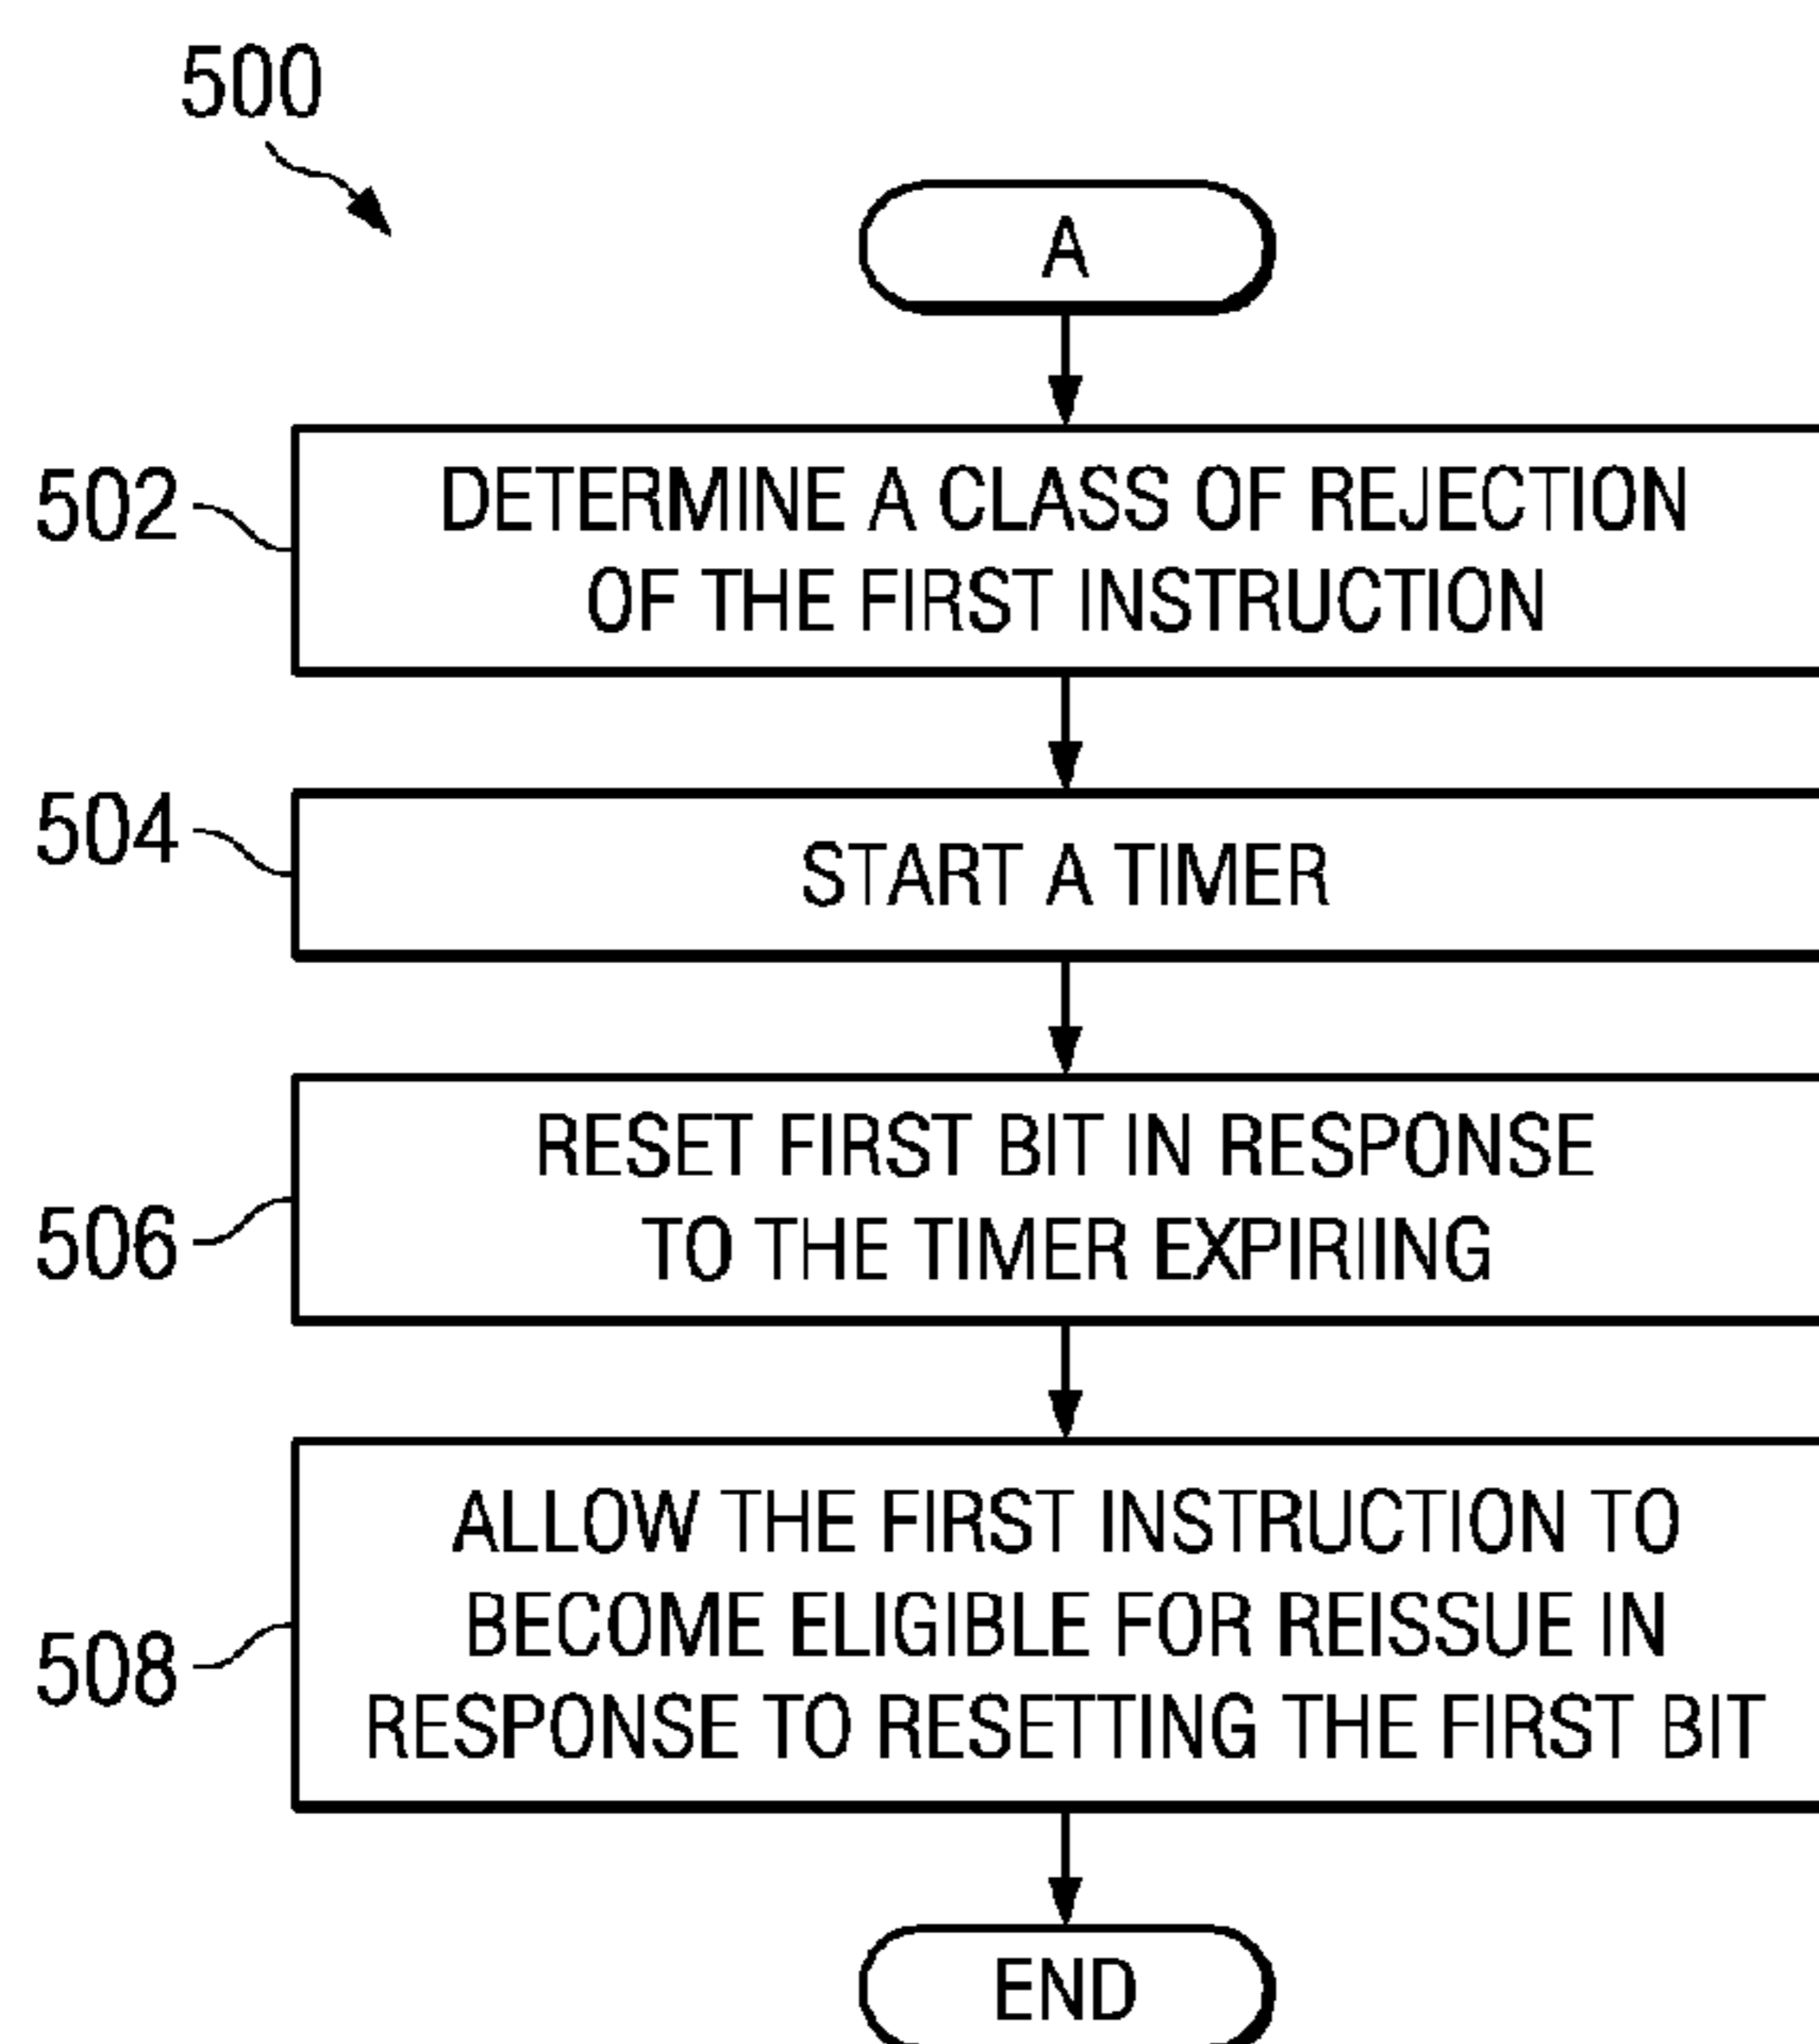 500
A
502
DETERMINE A CLASS OF REJECTION
OF THE FIRST INSTRUCTION
504
START A TIMER
506
RESET FIRST BIT IN RESPONSE
TO THE TIMER EXPIRIING
508
ALLOW THE FIRST INSTRUCTION TO
BECOME ELIGIBLE FOR REISSUE IN
RESPONSE TO RESETTING THE FIRST BIT
END